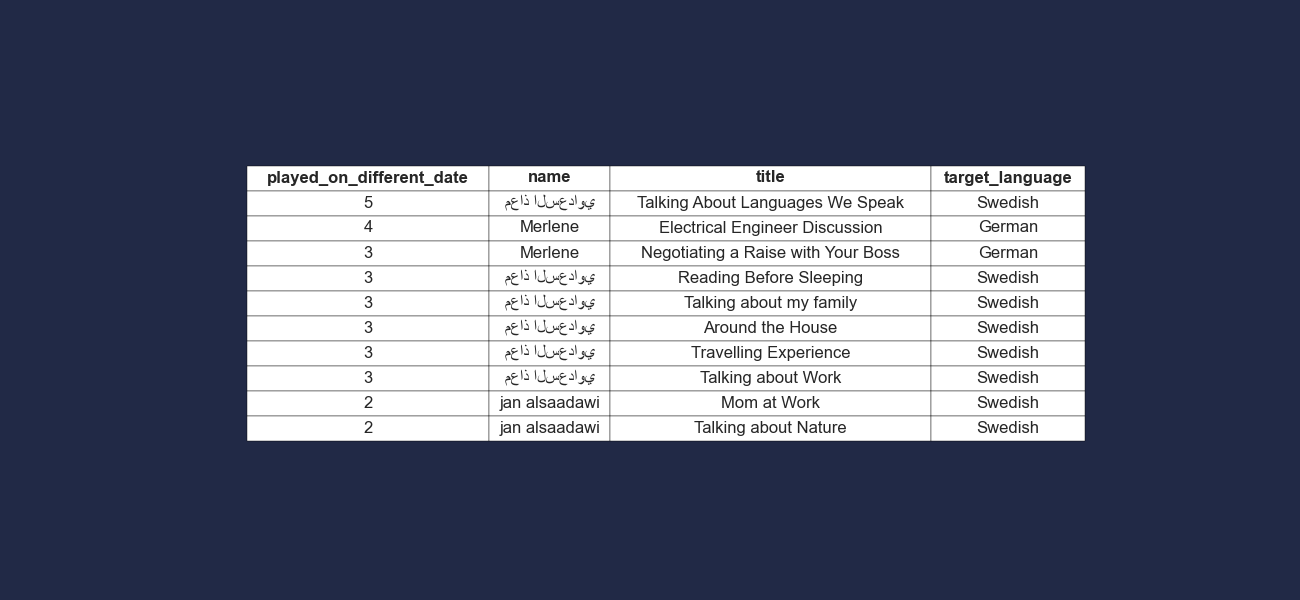 played_on_different_date name title target_language
5 معاذ السعداوي Talking About Languages We Speak Swedish
4 Merlene Electrical Engineer Discussion German
3 Merlene Negotiating a Raise with Your Boss German
3 معاذ السعداوي Reading Before Sleeping Swedish
3 معاذ السعداوي Talking about my family Swedish
3 معاذ السعداوي Around the House Swedish
3 معاذ السعداوي Travelling Experience Swedish
3 معاذ السعداوي Talking about Work Swedish
2 jan alsaadawi Mom at Work Swedish
2 jan alsaadawi Talking about Nature Swedish